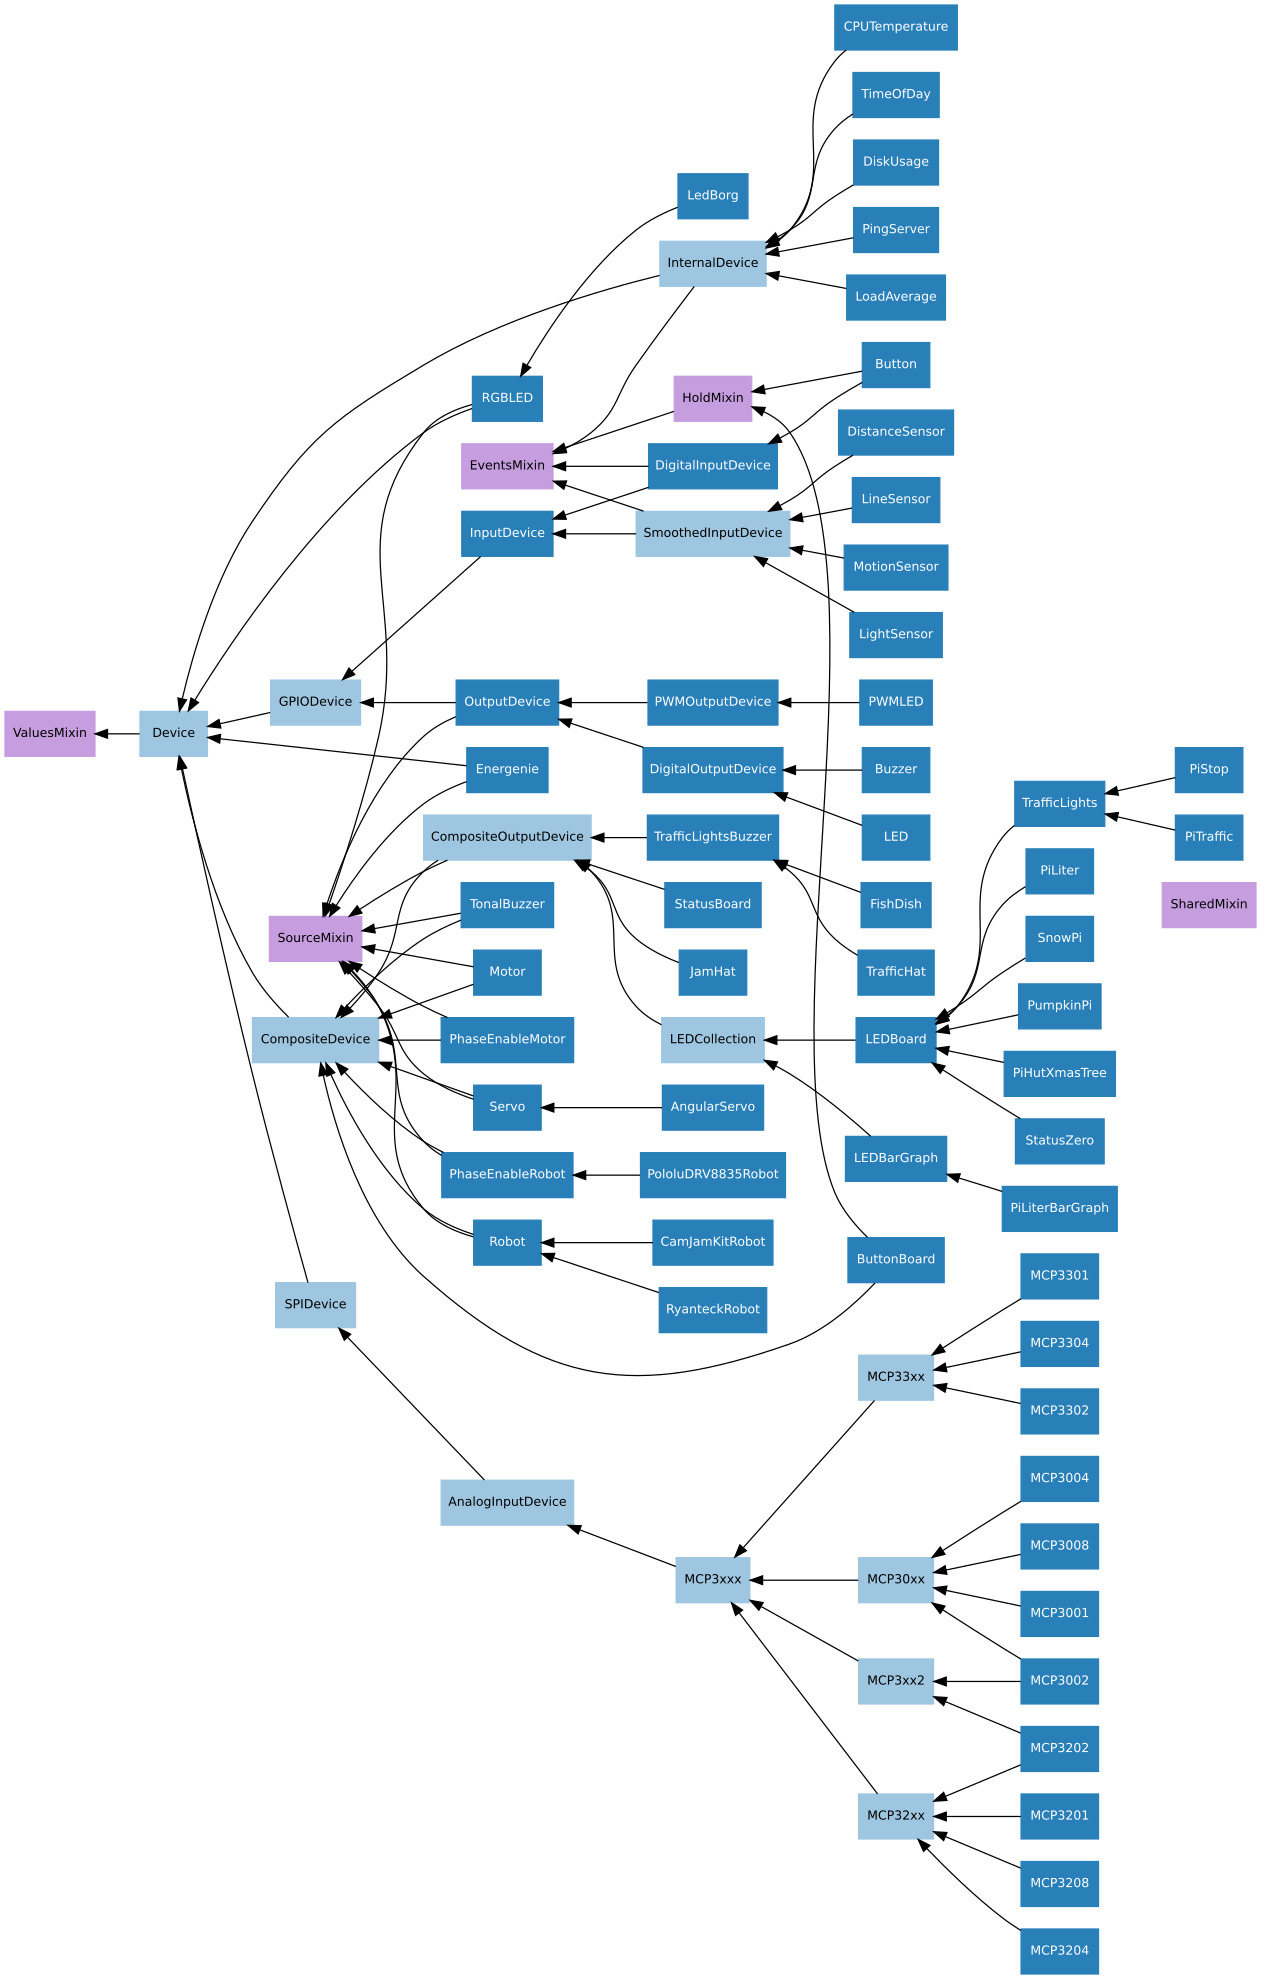 CPUTemperature
TimeOfDay
DiskUsage
LedBorg
PingServer
InternalDevice
LoadAverage
Button
RGBLED
HoldMixin
DistanceSensor
EventsMixin
DigitalInputDevice
LineSensor
InputDevice
SmoothedInputDevice
MotionSensor
LightSensor
GPIODevice
OutputDevice
PWMOutputDevice
PWMLED
ValuesMixin
Device
Energenie
DigitalOutputDevice
Buzzer
PiStop
TrafficLights
CompositeOutputDevice
TrafficLightsBuzzer
LED
PiTraffic
PiLiter
TonalBuzzer
StatusBoard
FishDish
SharedMixin
SourceMixin
SnowPi
Motor
JamHat
TrafficHat
PumpkinPi
CompositeDevice
PhaseEnableMotor
LEDCollection
LEDBoard
PiHutXmasTree
Servo
AngularServo
StatusZero
LEDBarGraph
PhaseEnableRobot
PololuDRV8835Robot
PiLiterBarGraph
Robot
CamJamKitRobot
ButtonBoard
MCP3301
SPIDevice
RyanteckRobot
MCP3304
MCP33xx
MCP3302
MCP3004
AnalogInputDevice
MCP3008
MCP3xxx
MCP30xx
MCP3001
MCP3xx2
MCP3002
MCP3202
MCP32xx
MCP3201
MCP3208
MCP3204